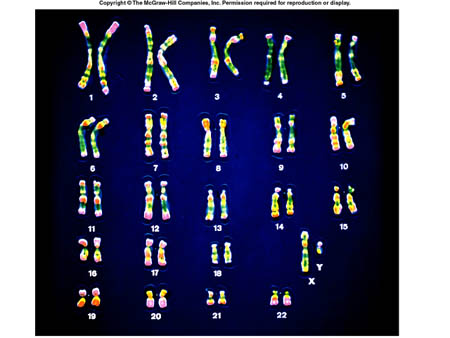 Copyright © The McGraw-Hill Companies, Inc. Permission required for reproduction or display.
1 2 3 4 5
6 7 8 9 10
11 12 13 14 15
16 17 18 X Y
19 20 21 22